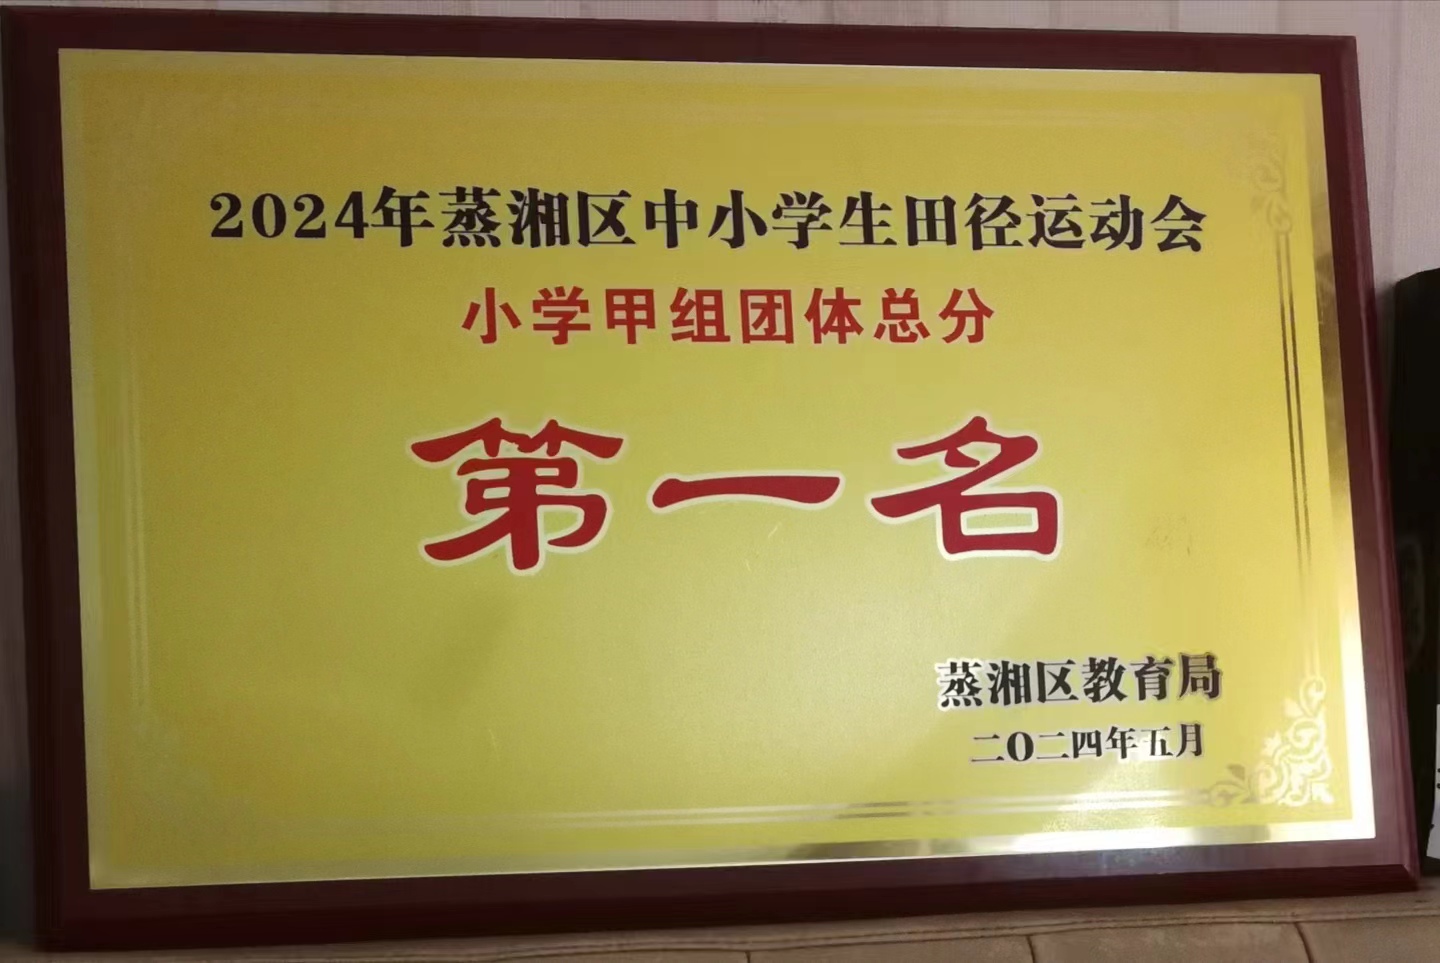 2024年蒸湘区中小学生田径运动会
小学甲组团体总分
第一名
蒸湘区教育局
二〇二四年五月